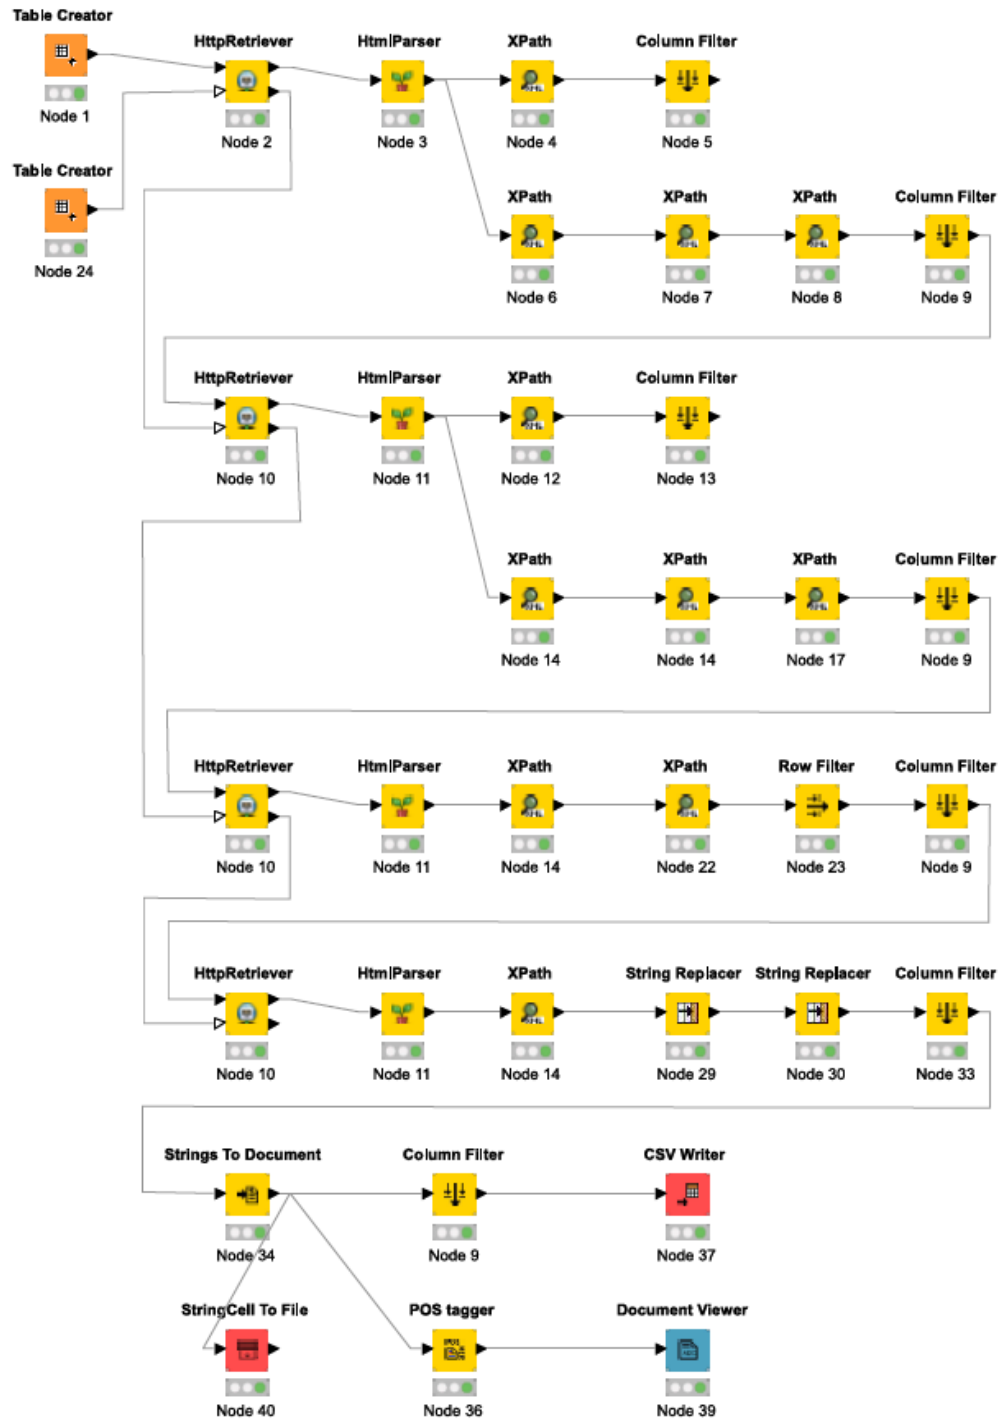 Table Creator
HttpRetriever HtmlParser XPath Column Filter
Node 1
Node 2 Node 3 Node 4 Node 5
Table Creator
XPath XPath XPath Column Filter
Node 24
Node 6 Node 7 Node 8 Node 9
HttpRetriever HtmlParser XPath Column Filter
Node 10 Node 11 Node 12 Node 13
XPath XPath XPath Column Filter
Node 14 Node 14 Node 17 Node 9
HttpRetriever HtmlParser XPath XPath Row Filter Column Filter
Node 10 Node 11 Node 14 Node 22 Node 23 Node 9
HttpRetriever HtmlParser XPath String Replacer String Replacer Column Filter
Node 10 Node 11 Node 14 Node 29 Node 30 Node 33
Strings To Document Column Filter CSV Writer
Node 34 Node 9 Node 37
StringCell To File POS tagger Document Viewer
Node 40 Node 36 Node 39